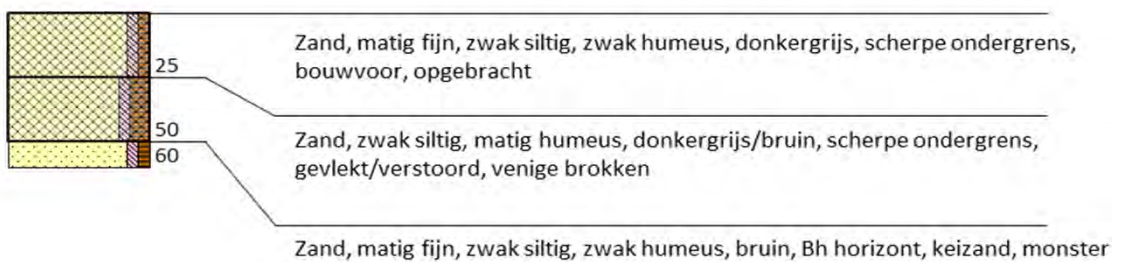 Zand, matig fijn, zwak siltig, zwak humeus, donkergrijs, scherpe ondergrens,
bouwvoor, opgebracht
25
Zand, zwak siltig, matig humeus, donkergrijs/bruin, scherpe ondergrens,
gevlekt/verstoord, venige brokken
50
60
Zand, matig fijn, zwak siltig, zwak humeus, bruin, Bh horizont, keizand, monster